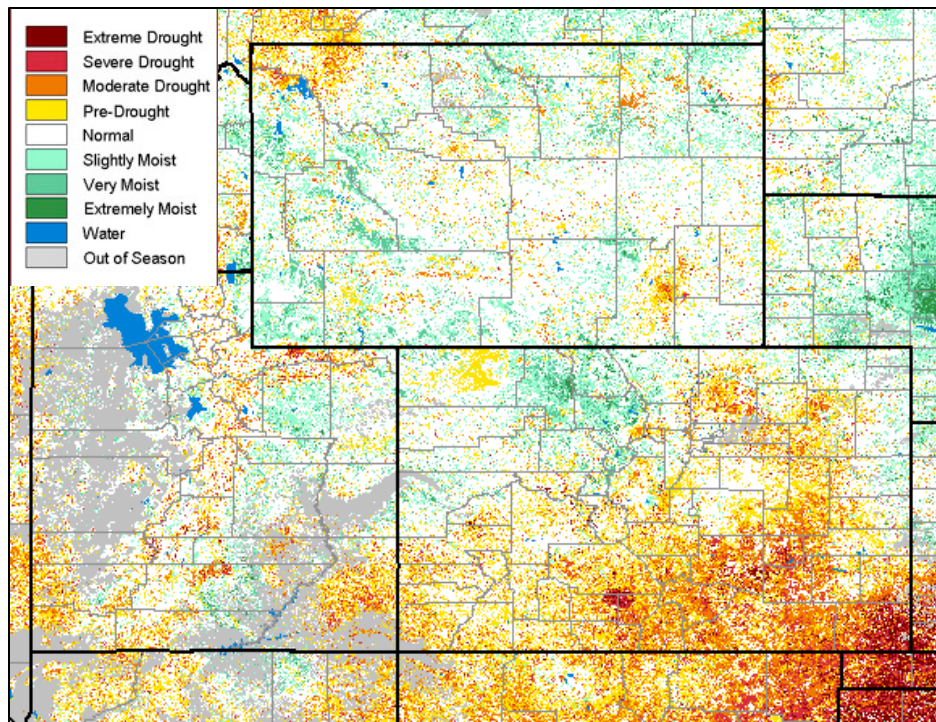 Extreme Drought
Severe Drought
Moderate Drought
Pre-Drought
Normal
Slightly Moist
Very Moist
Extremely Moist
Water
Out of Season